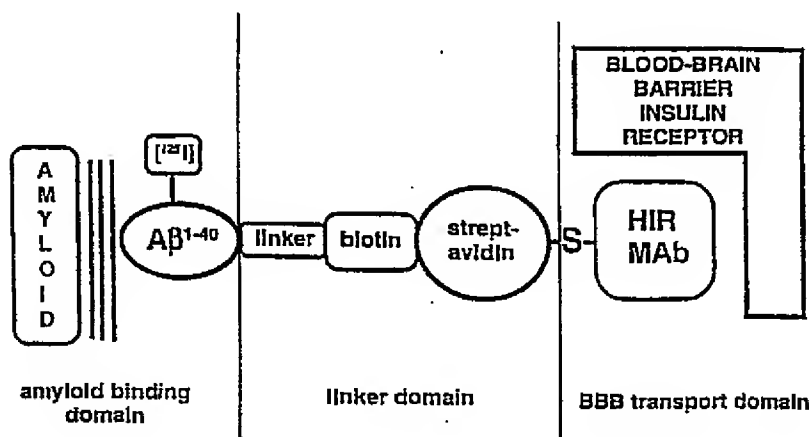 BLOOD-BRAIN
BARRIER
INSULIN
RECEPTOR
[¹²⁵I]
A
M
Y
L
O
I
D
Aβ¹⁻⁴⁰
linker
biotin
strept-
avidin
S
HIR
MAb
amyloid binding
domain
linker domain
BBB transport domain